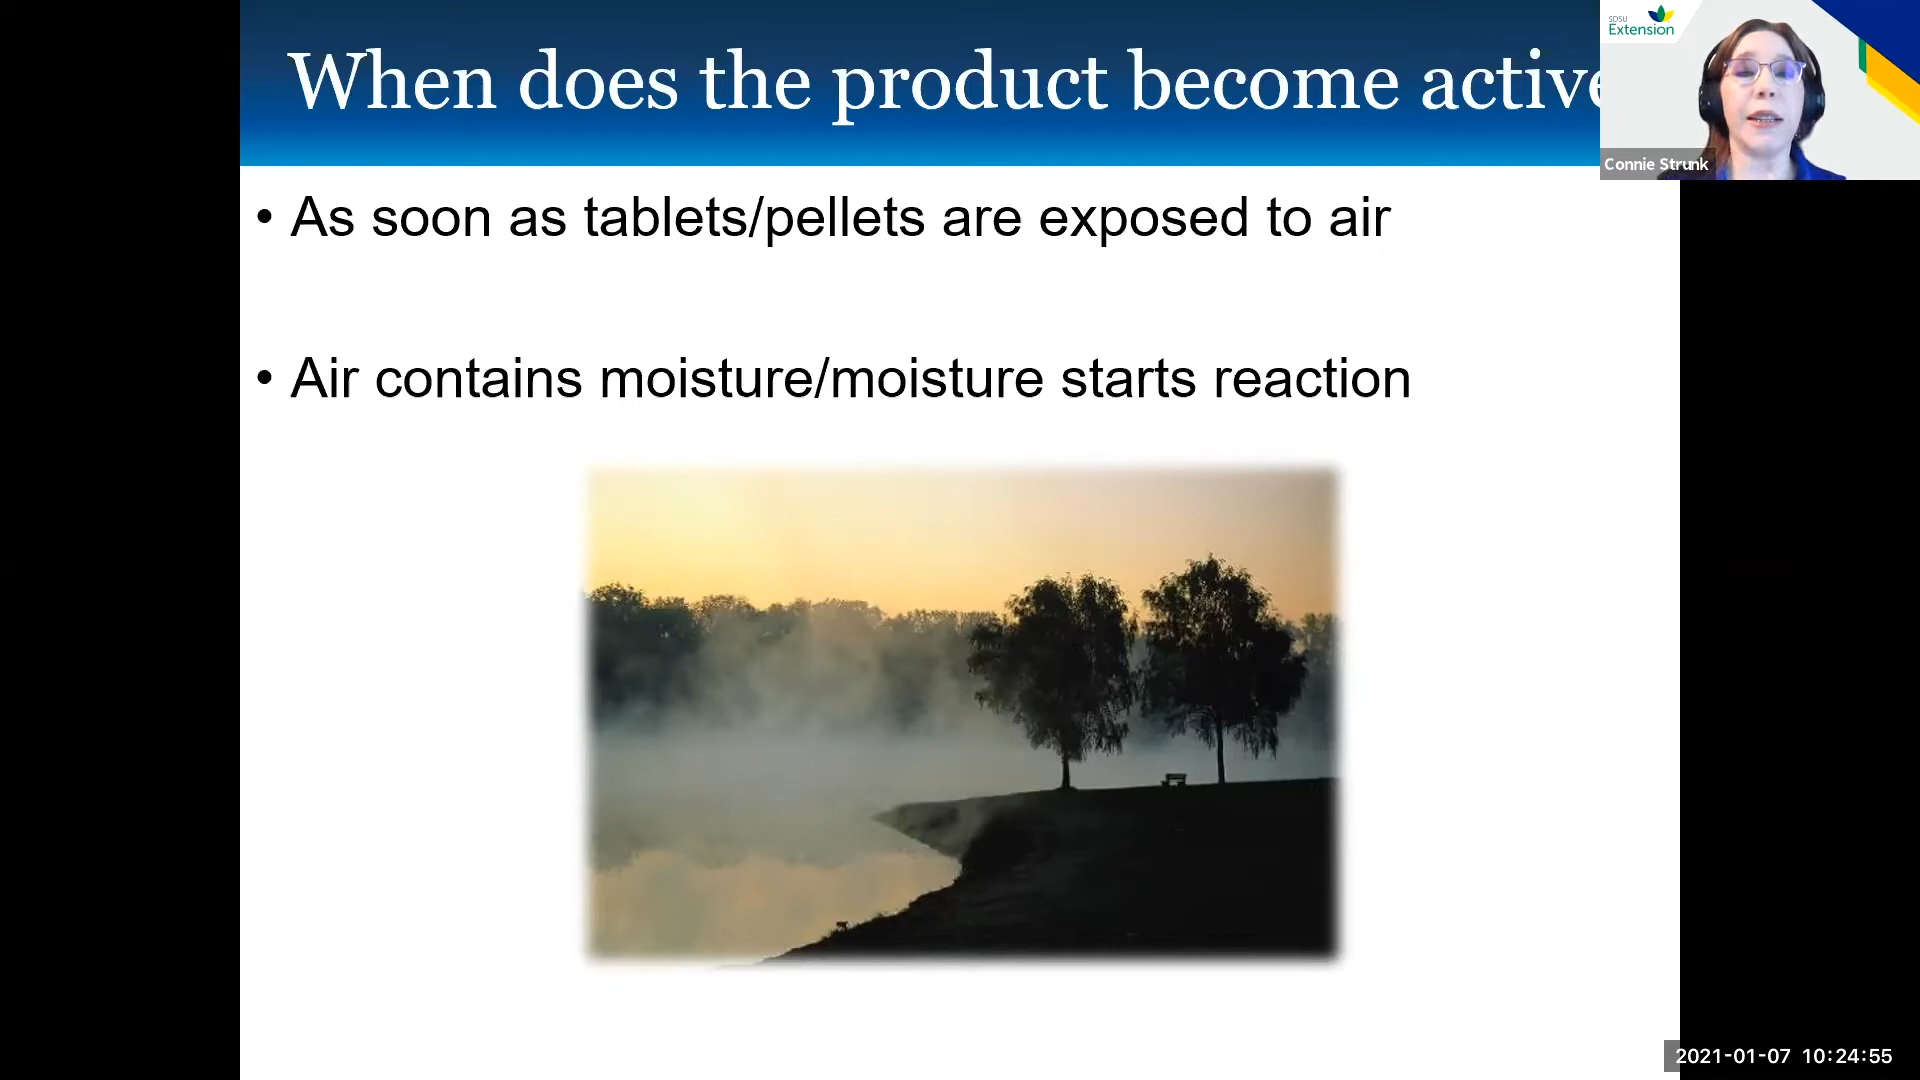 When does the product become active
SDSU
Extension
Connie Strunk
• As soon as tablets/pellets are exposed to air
• Air contains moisture/moisture starts reaction
2021-01-07 10:24:55